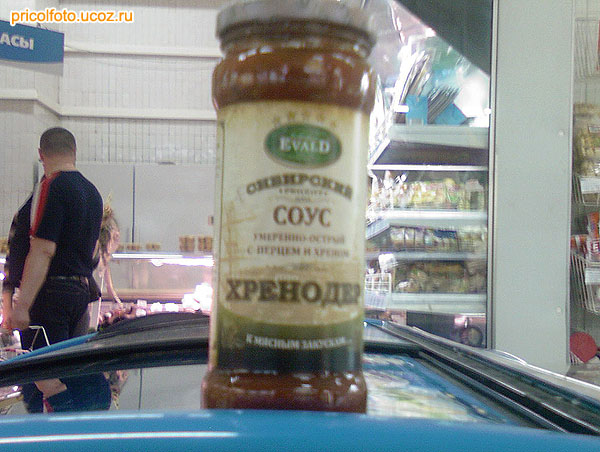 pricolfoto.ucoz.ru
АСЫ
EVALD
СИБИРСКИЙ
СОУС
УМЕРЕННО-ОСТРЫЙ
С ПЕРЦЕМ И ХРЕНОМ
ХРЕНОДЕР
К МЯСНЫМ ЗАКУСКАМ